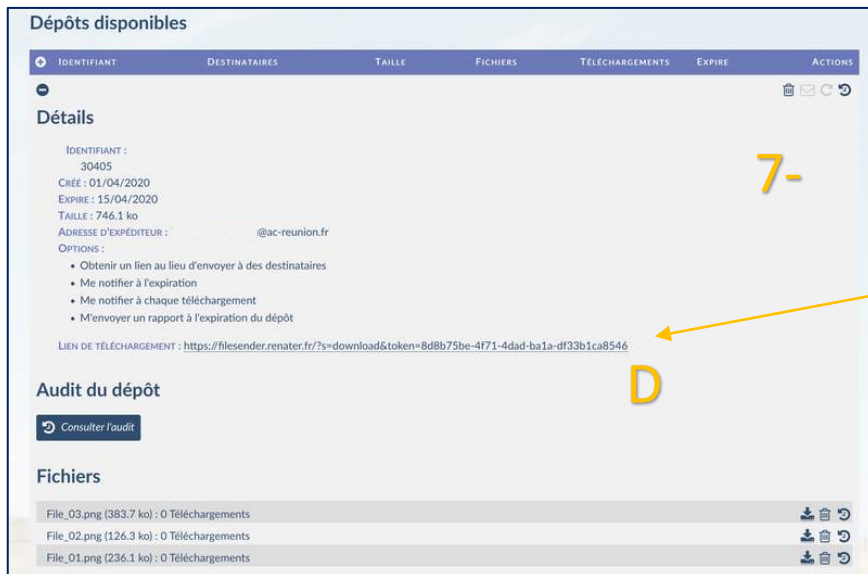 Dépôts disponibles
IDENTIFIANT DESTINATAIRES TAILLE FICHIERS TÉLÉCHARGEMENTS EXPIRE ACTIONS
Détails
IDENTIFIANT :
30405
CRÉÉ : 01/04/2020
EXPIRE : 15/04/2020
TAILLE : 746.1 ko
ADRESSE D'EXPÉDITEUR : @ac-reunion.fr
OPTIONS :
• Obtenir un lien au lieu d'envoyer à des destinataires
• Me notifier à l'expiration
• Me notifier à chaque téléchargement
• M'envoyer un rapport à l'expiration du dépôt
LIEN DE TÉLÉCHARGEMENT : https://filesender.renater.fr/?s=download&token=8d8b75be-4f71-4dad-ba1a-df33b1ca8546
7-
D
Audit du dépôt
Consulter l'audit
Fichiers
File_03.png (383.7 ko) : 0 Téléchargements
File_02.png (126.3 ko) : 0 Téléchargements
File_01.png (236.1 ko) : 0 Téléchargements